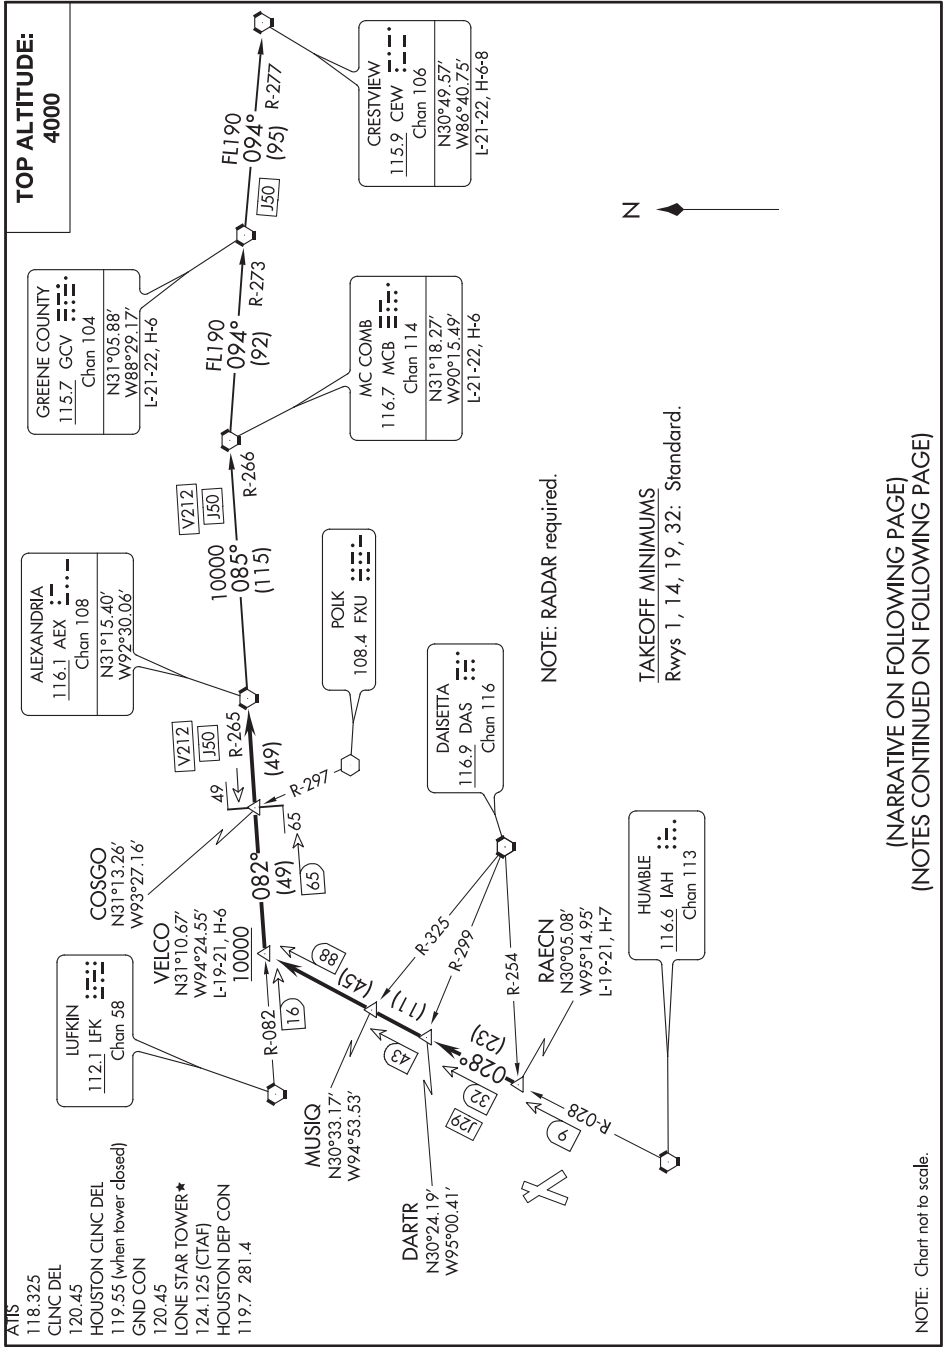 ATIS
118.325
CLNC DEL
120.45
HOUSTON CLNC DEL
119.55 (when tower closed)
GND CON
120.45
LONE STAR TOWER★
124.125 (CTAF)
HOUSTON DEP CON
119.7 281.4
TOP ALTITUDE:
4000
LUFKIN
112.1 LFK
Chan 58
ALEXANDRIA
116.1 AEX
Chan 108
N31°15.40'
W92°30.06'
GREENE COUNTY
115.7 GCV
Chan 104
N31°05.88'
W88°29.17'
L-21-22, H-6
CRESTVIEW
115.9 CEW
Chan 106
N30°49.57'
W86°40.75'
L-21-22, H-6-8
MC COMB
116.7 MCB
Chan 114
N31°18.27'
W90°15.49'
L-21-22, H-6
POLK
108.4 FXU
DAISETTA
116.9 DAS
Chan 116
HUMBLE
116.6 IAH
Chan 113
COSGO
N31°13.26'
W93°27.16'
VELCO
N31°10.67'
W94°24.55'
L-19-21, H-6
10000
MUSIQ
N30°33.17'
W94°53.53'
DARTR
N30°24.19'
W95°00.41'
RAECN
N30°05.08'
W95°14.95'
L-19-21, H-7
R-028
9
028°
(23)
32
J29
(11)
43
(45)
88
R-254
R-299
R-325
R-082
16
082°
(49)
65
65
49
R-297
V212
J50
R-265
(49)
V212
J50
10000
085°
(115)
R-266
FL190
094°
(92)
R-273
J50
FL190
094°
(95)
R-277
N
NOTE: RADAR required.
TAKEOFF MINIMUMS
Rwys 1, 14, 19, 32: Standard.
(NARRATIVE ON FOLLOWING PAGE)
(NOTES CONTINUED ON FOLLOWING PAGE)
NOTE: Chart not to scale.